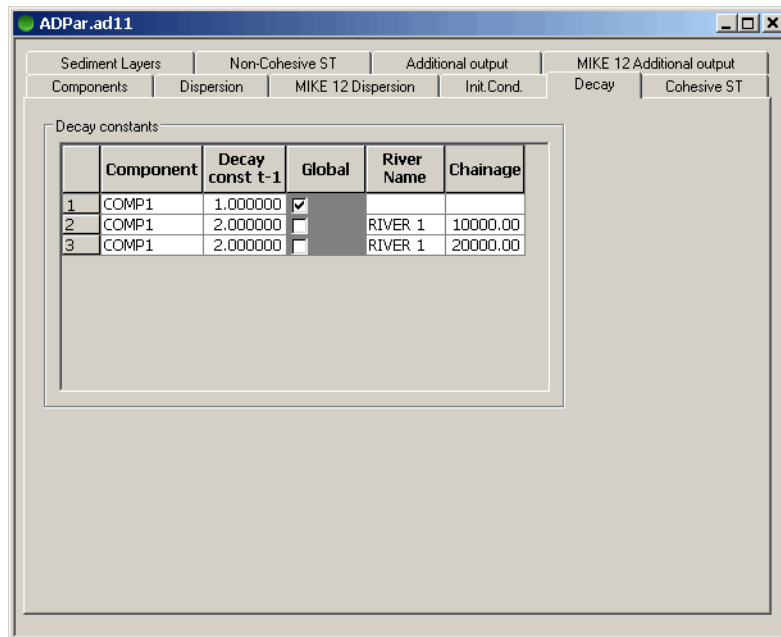 ADPar.ad11
Sediment Layers Non-Cohesive ST Additional output MIKE 12 Additional output
Components Dispersion MIKE 12 Dispersion Init.Cond. Decay Cohesive ST
Decay constants
Component Decay const t-1 Global River Name Chainage
1 COMP1 1.000000
2 COMP1 2.000000 RIVER 1 10000.00
3 COMP1 2.000000 RIVER 1 20000.00